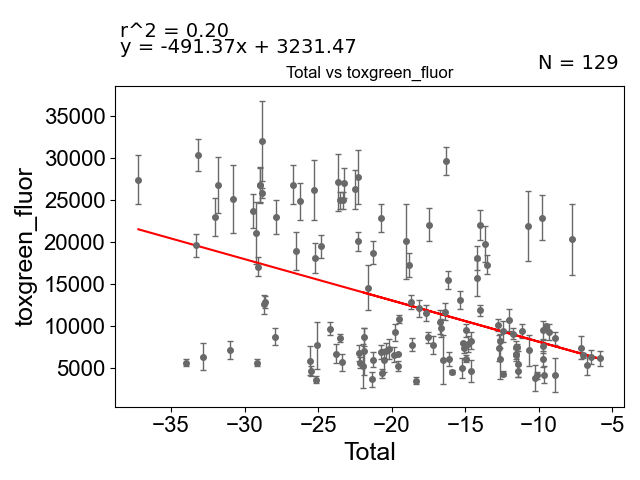 r^2 = 0.20
y = -491.37x + 3231.47
N = 129
Total vs toxgreen_fluor
35000
30000
25000
20000
15000
10000
5000
toxgreen_fluor
−35 −30 −25 −20 −15 −10 −5
Total